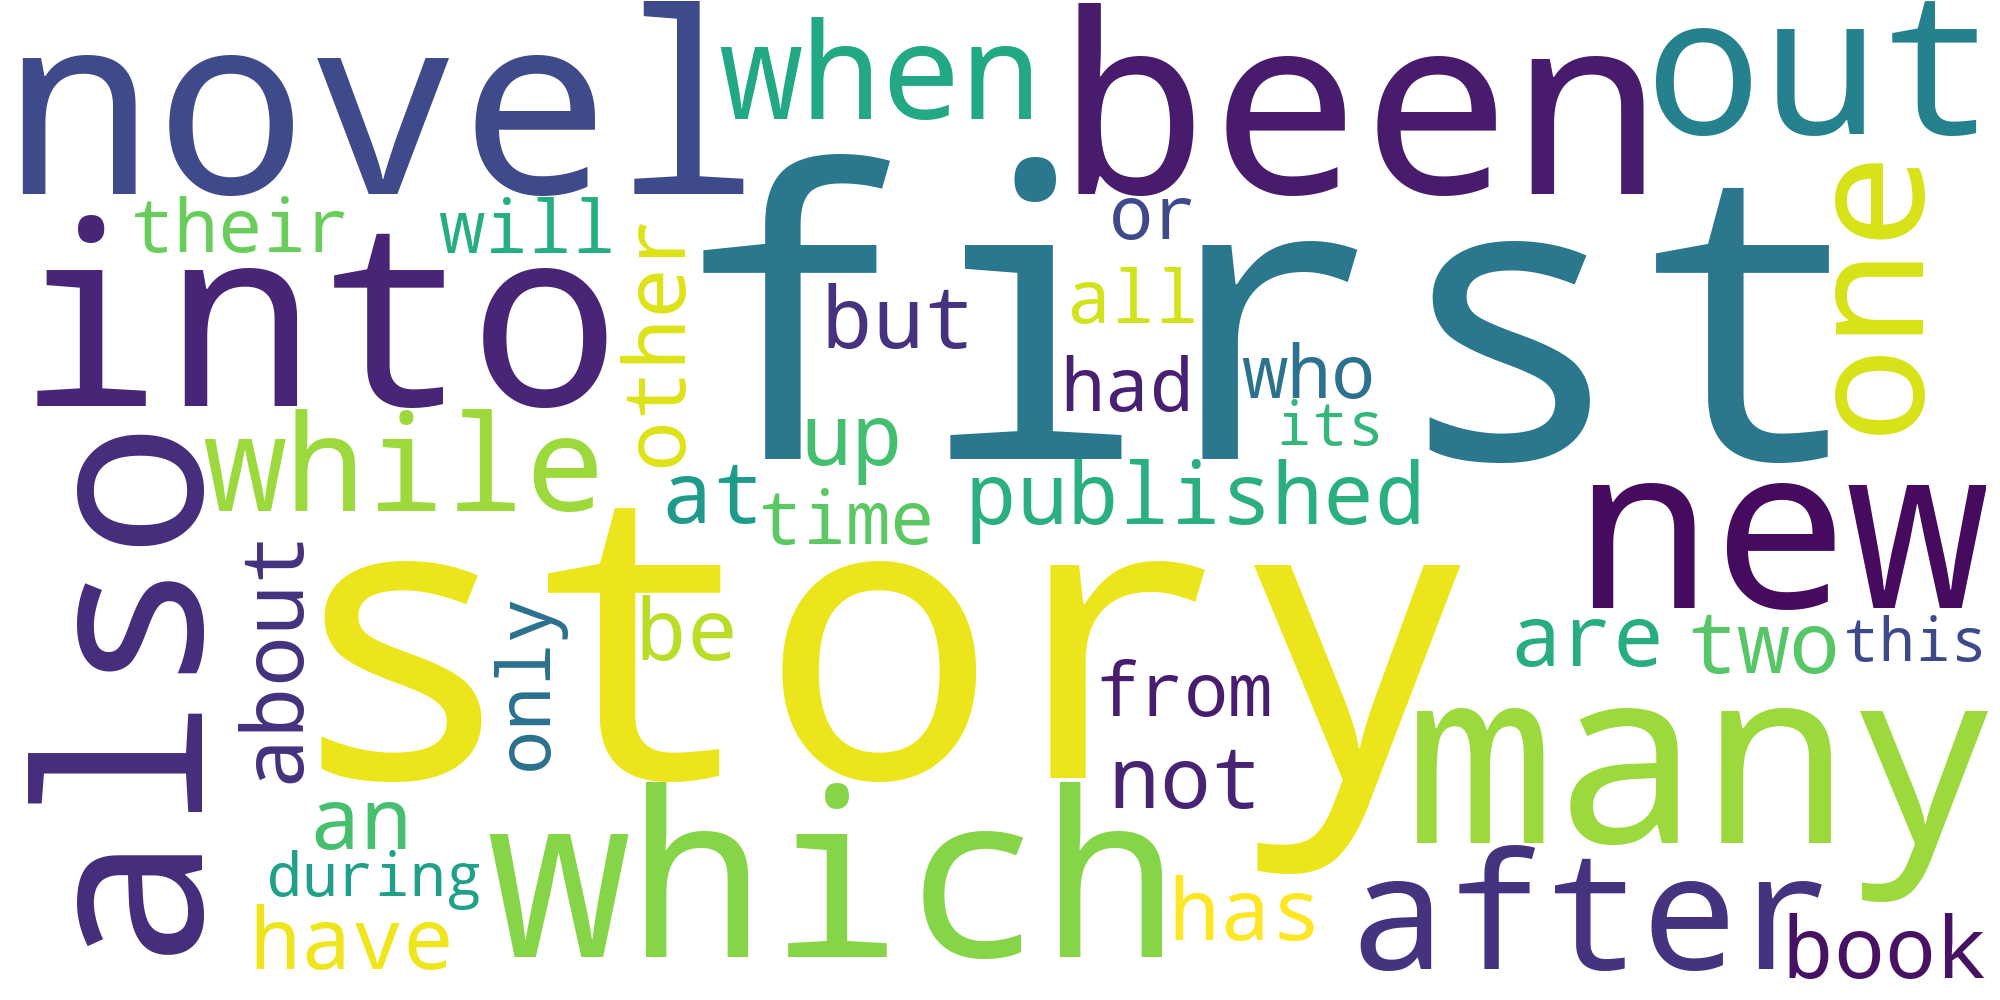 novel
when
been
out
first
their
will
or
one
into
other
but
all
had
who
its
while
up
at
time
published
new
also
story
about
only
be
are
two
this
from
not
many
which
an
during
have
has
after
book